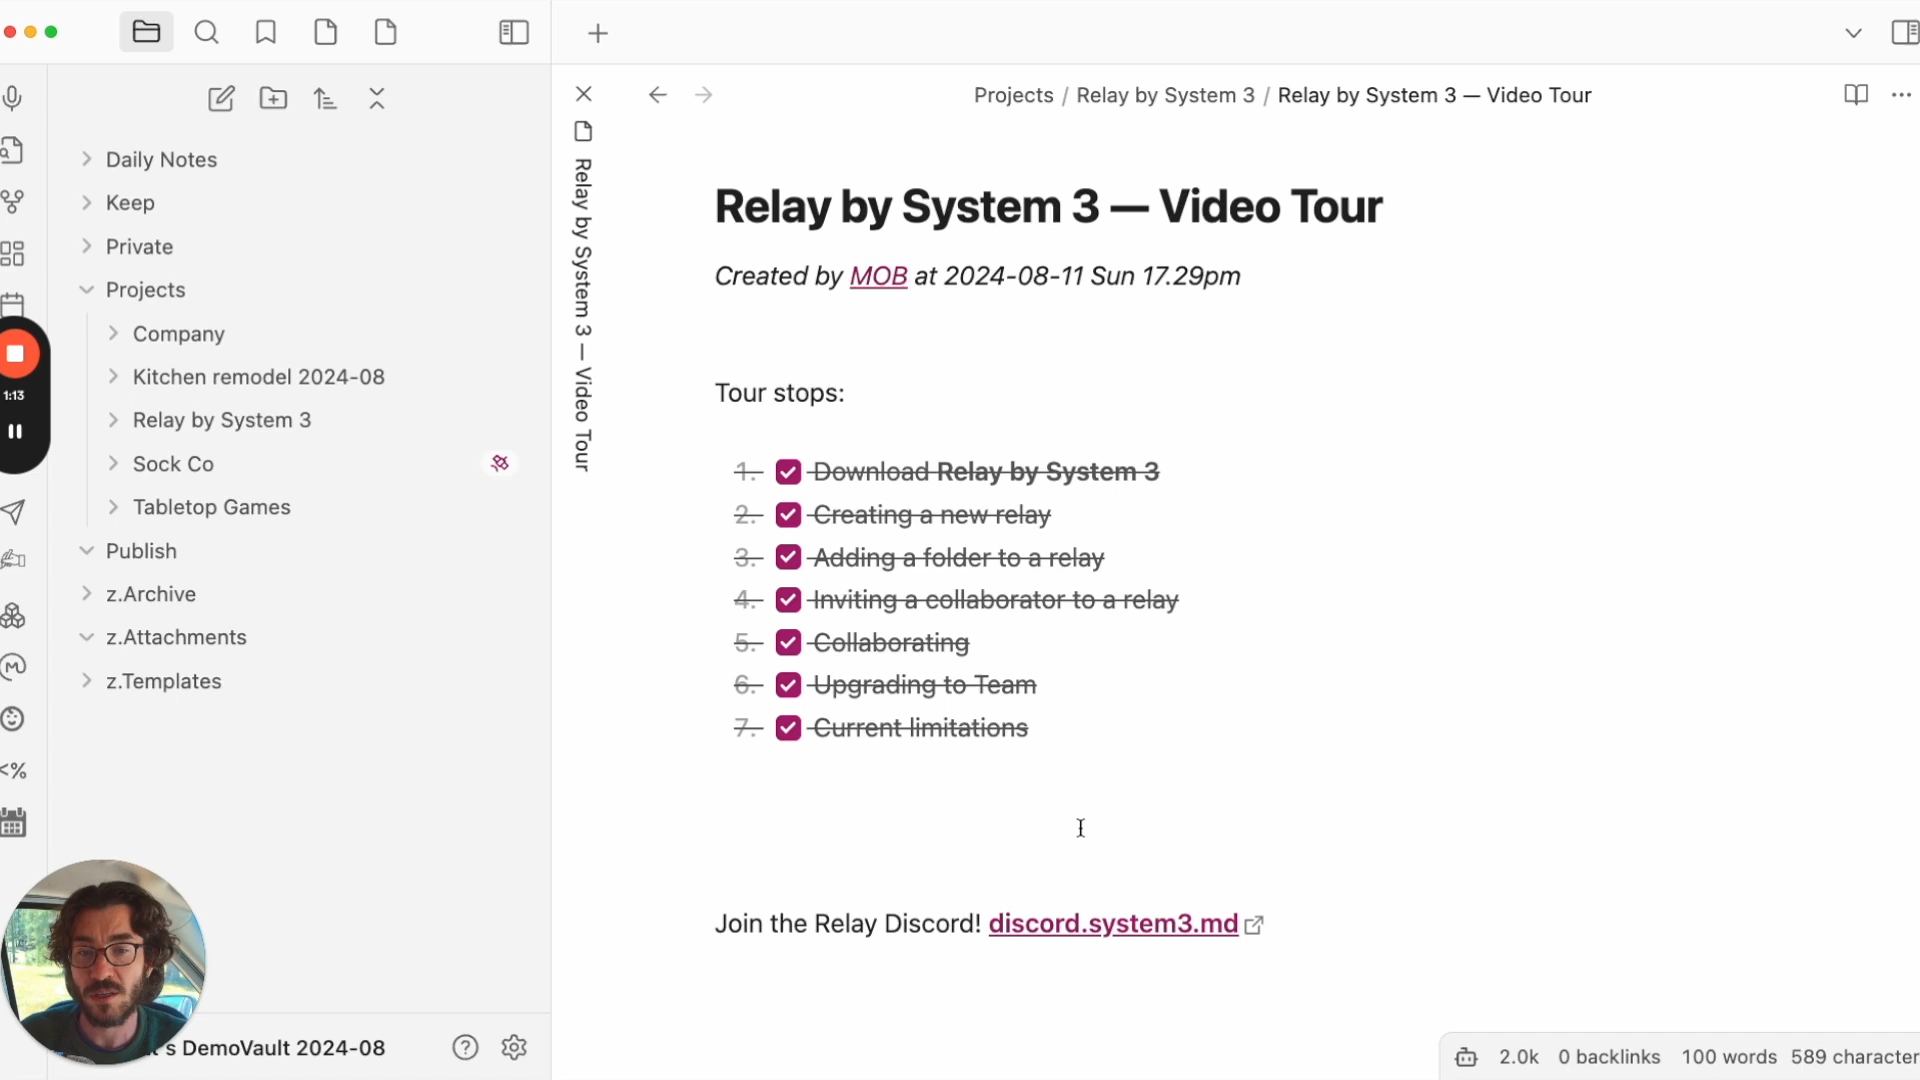 Projects / Relay by System 3 / Relay by System 3 — Video Tour
Daily Notes
Keep
Private
Projects
Company
Kitchen remodel 2024-08
Relay by System 3
Sock Co
Tabletop Games
Publish
z.Archive
z.Attachments
z.Templates
1:13
<%
's DemoVault 2024-08
Relay by System 3 — Video Tour
Relay by System 3 — Video Tour
Created by MOB at 2024-08-11 Sun 17.29pm
Tour stops:
1. Download Relay by System 3
2. Creating a new relay
3. Adding a folder to a relay
4. Inviting a collaborator to a relay
5. Collaborating
6. Upgrading to Team
7. Current limitations
Join the Relay Discord! discord.system3.md
2.0k 0 backlinks 100 words 589 character